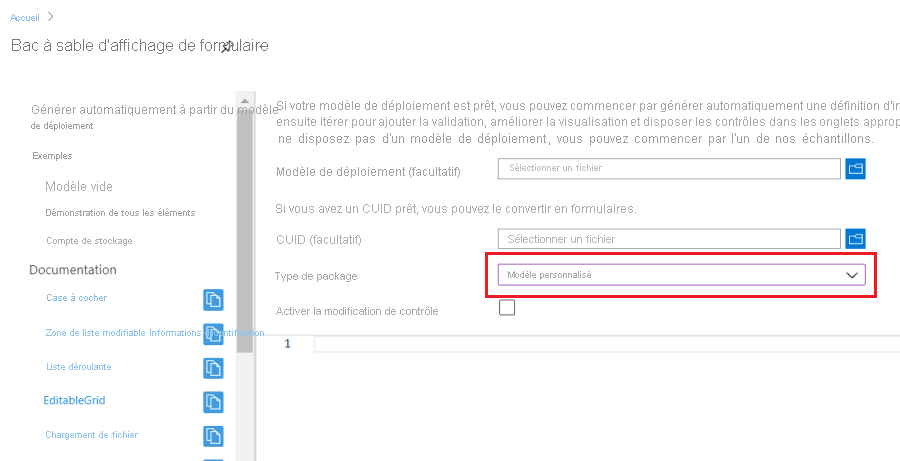 Accueil
Bac à sable d'affichage de formulaire
Générer automatiquement à partir du modèle
de déploiement
Exemples
Modèle vide
Démonstration de tous les éléments
Compte de stockage
Documentation
Case à cocher
Zone de liste modifiable Informations d'identification
Liste déroulante
EditableGrid
Chargement de fichier
Si votre modèle de déploiement est prêt, vous pouvez commencer par générer automatiquement une définition d'in
ensuite itérer pour ajouter la validation, améliorer la visualisation et disposer les contrôles dans les onglets approp
ne disposez pas d'un modèle de déploiement, vous pouvez commencer par l'un de nos échantillons.
Modèle de déploiement (facultatif)
Sélectionner un fichier
Si vous avez un CUID prêt, vous pouvez le convertir en formulaires.
CUID (facultatif)
Sélectionner un fichier
Type de package
Modèle personnalisé
Activer la modification de contrôle
1